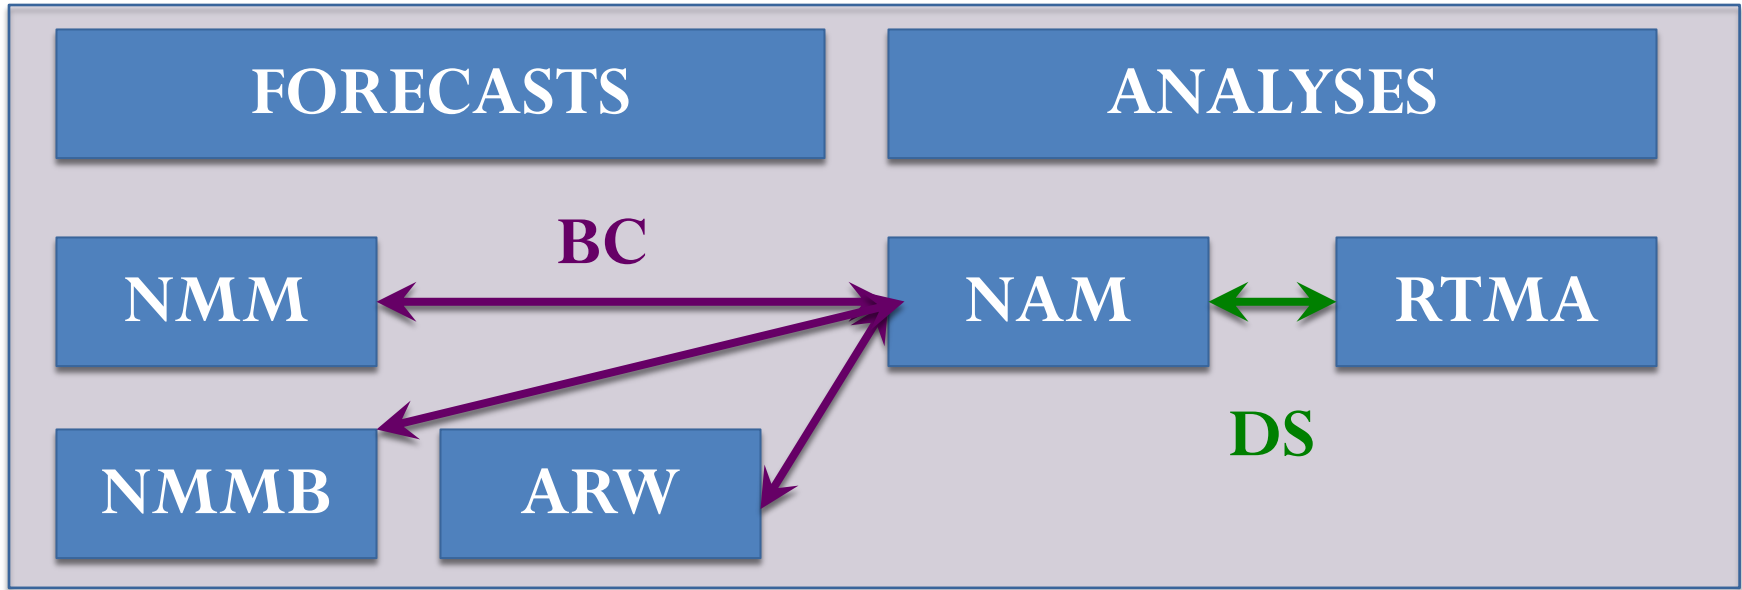 FORECASTS
ANALYSES
BC
NMM
NAM
RTMA
DS
NMMB
ARW